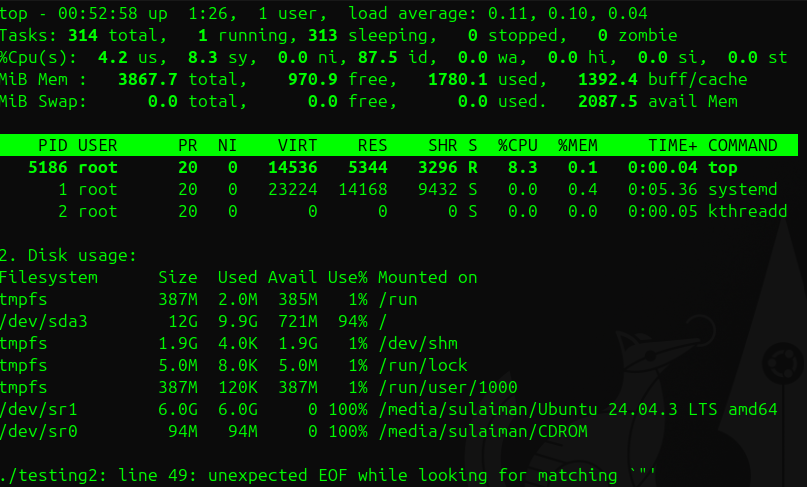 top - 00:52:58 up  1:26,  1 user,  load average: 0.11, 0.10, 0.04
Tasks: 314 total,   1 running, 313 sleeping,   0 stopped,   0 zombie
%Cpu(s):  4.2 us,  8.3 sy,  0.0 ni, 87.5 id,  0.0 wa,  0.0 hi,  0.0 si,  0.0 st
MiB Mem :   3867.7 total,    970.9 free,   1780.1 used,   1392.4 buff/cache
MiB Swap:      0.0 total,      0.0 free,      0.0 used.   2087.5 avail Mem
    PID USER      PR  NI    VIRT    RES    SHR S  %CPU  %MEM     TIME+ COMMAND
   5186 root      20   0   14536   5344   3296 R   8.3   0.1   0:00.04 top
      1 root      20   0   23224  14168   9432 S   0.0   0.4   0:05.36 systemd
      2 root      20   0       0      0      0 S   0.0   0.0   0:00.05 kthreadd
2. Disk usage:
Filesystem      Size  Used Avail Use% Mounted on
tmpfs           387M  2.0M  385M   1% /run
/dev/sda3        12G  9.9G  721M  94% /
tmpfs           1.9G  4.0K  1.9G   1% /dev/shm
tmpfs           5.0M  8.0K  5.0M   1% /run/lock
tmpfs           387M  120K  387M   1% /run/user/1000
/dev/sr1        6.0G  6.0G     0 100% /media/sulaiman/Ubuntu 24.04.3 LTS amd64
/dev/sr0         94M   94M     0 100% /media/sulaiman/CDROM
./testing2: line 49: unexpected EOF while looking for matching `"'